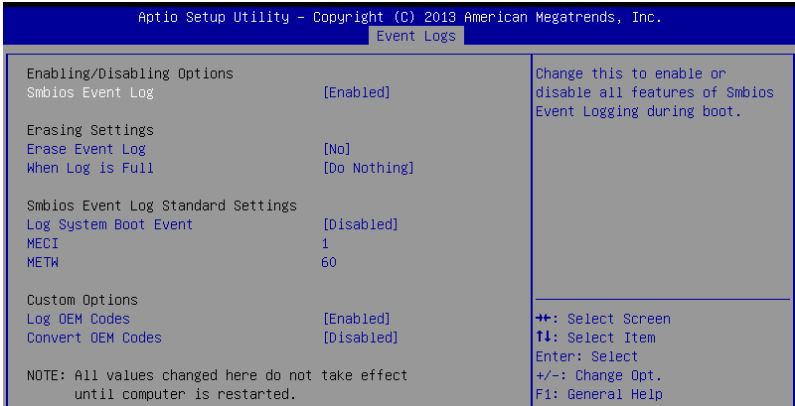 Aptio Setup Utility – Copyright (C) 2013 American Megatrends, Inc.
Event Logs
Enabling/Disabling Options
Smbios Event Log [Enabled]
Erasing Settings
Erase Event Log [No]
When Log is Full [Do Nothing]
Smbios Event Log Standard Settings
Log System Boot Event [Disabled]
MECI 1
METW 60
Custom Options
Log OEM Codes [Enabled]
Convert OEM Codes [Disabled]
NOTE: All values changed here do not take effect
until computer is restarted.
Change this to enable or
disable all features of Smbios
Event Logging during boot.
→←: Select Screen
↑↓: Select Item
Enter: Select
+/-: Change Opt.
F1: General Help